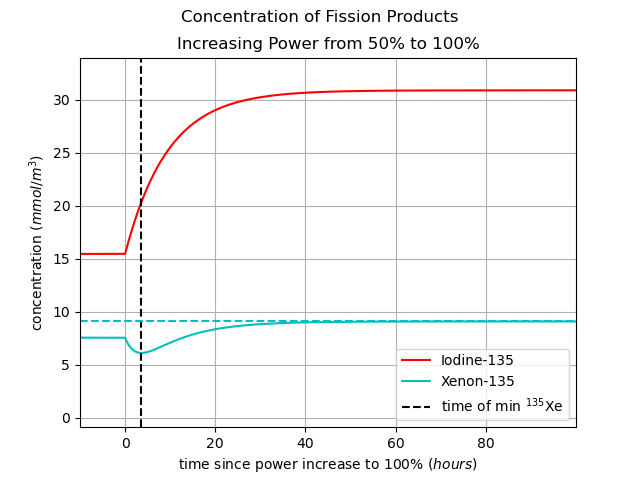 Concentration of Fission Products
Increasing Power from 50% to 100%
concentration (mmol/m³)
30
25
20
15
10
5
0
0 20 40 60 80
time since power increase to 100% (hours)
Iodine-135
Xenon-135
time of min ¹³⁵Xe